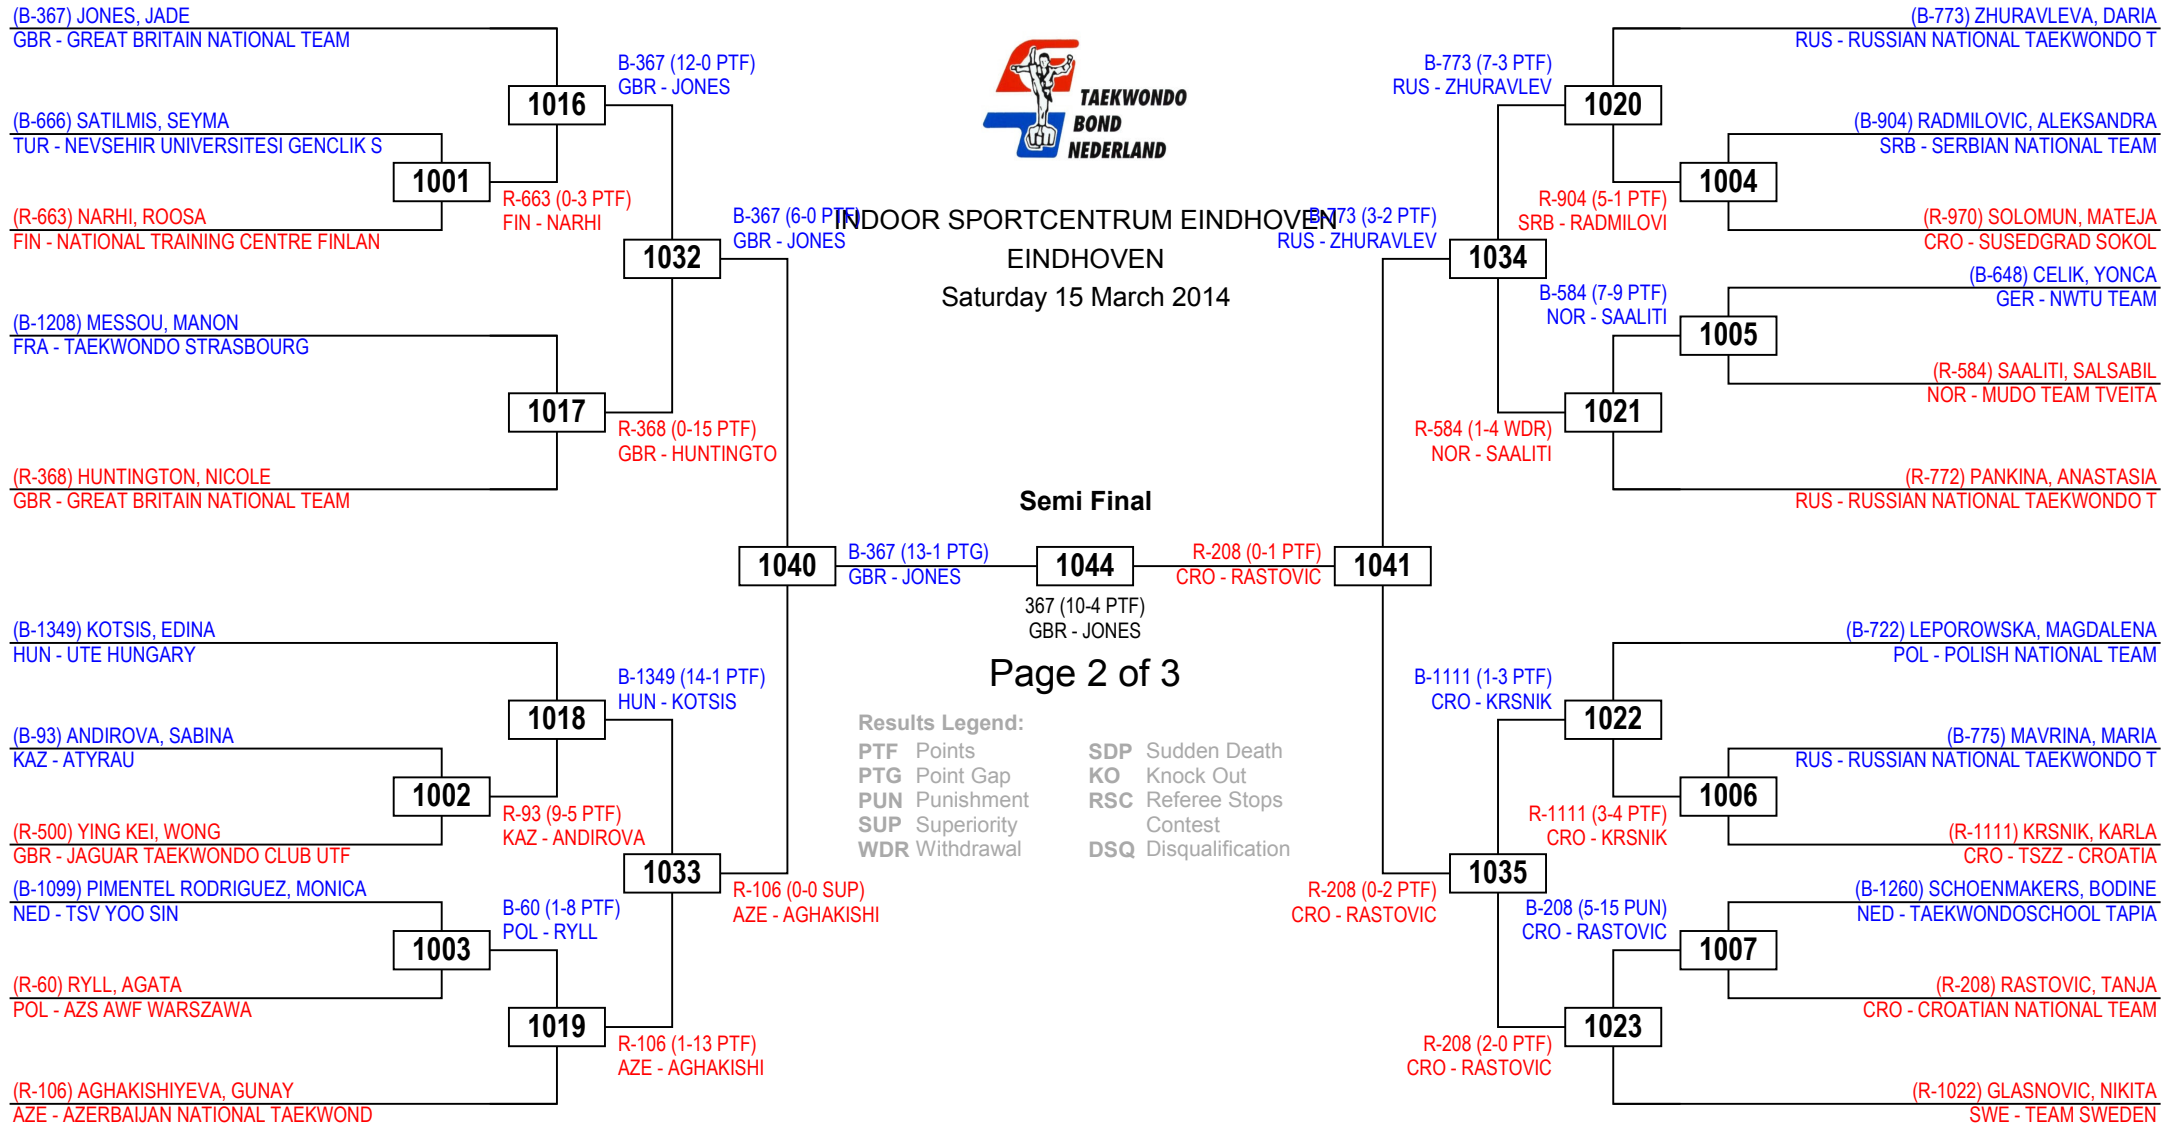 (B-367) JONES, JADE
GBR - GREAT BRITAIN NATIONAL TEAM
(B-666) SATILMIS, SEYMA
TUR - NEVSEHIR UNIVERSITESI GENCLIK S
1001
(R-663) NARHI, ROOSA
FIN - NATIONAL TRAINING CENTRE FINLAN
1016
R-663 (0-3 PTF)
FIN - NARHI
B-367 (12-0 PTF)
GBR - JONES
(B-1208) MESSOU, MANON
FRA - TAEKWONDO STRASBOURG
1017
(R-368) HUNTINGTON, NICOLE
GBR - GREAT BRITAIN NATIONAL TEAM
R-368 (0-15 PTF)
GBR - HUNTINGTO
1032
B-367 (6-0 PTF)
GBR - JONES
(B-1349) KOTSIS, EDINA
HUN - UTE HUNGARY
(B-93) ANDIROVA, SABINA
KAZ - ATYRAU
1002
(R-500) YING KEI, WONG
GBR - JAGUAR TAEKWONDO CLUB UTF
1018
R-93 (9-5 PTF)
KAZ - ANDIROVA
B-1349 (14-1 PTF)
HUN - KOTSIS
(B-1099) PIMENTEL RODRIGUEZ, MONICA
NED - TSV YOO SIN
1003
(R-60) RYLL, AGATA
POL - AZS AWF WARSZAWA
B-60 (1-8 PTF)
POL - RYLL
1019
(R-106) AGHAKISHIYEVA, GUNAY
AZE - AZERBAIJAN NATIONAL TAEKWOND
R-106 (1-13 PTF)
AZE - AGHAKISHI
1033
R-106 (0-0 SUP)
AZE - AGHAKISHI
1040
B-367 (13-1 PTG)
GBR - JONES
TAEKWONDO
BOND
NEDERLAND
INDOOR SPORTCENTRUM EINDHOVEN
EINDHOVEN
Saturday 15 March 2014
Semi Final
1044
367 (10-4 PTF)
GBR - JONES
Page 2 of 3
Results Legend:
PTF Points
PTG Point Gap
PUN Punishment
SUP Superiority
WDR Withdrawal
SDP Sudden Death
KO Knock Out
RSC Referee Stops
Contest
DSQ Disqualification
R-208 (0-1 PTF)
CRO - RASTOVIC
1041
B-773 (3-2 PTF)
RUS - ZHURAVLEV
1034
B-773 (7-3 PTF)
RUS - ZHURAVLEV
1020
(B-773) ZHURAVLEVA, DARIA
RUS - RUSSIAN NATIONAL TAEKWONDO T
(B-904) RADMILOVIC, ALEKSANDRA
SRB - SERBIAN NATIONAL TEAM
1004
R-904 (5-1 PTF)
SRB - RADMILOVI
(R-970) SOLOMUN, MATEJA
CRO - SUSEDGRAD SOKOL
(B-648) CELIK, YONCA
GER - NWTU TEAM
B-584 (7-9 PTF)
NOR - SAALITI
1005
(R-584) SAALITI, SALSABIL
NOR - MUDO TEAM TVEITA
1021
R-584 (1-4 WDR)
NOR - SAALITI
(R-772) PANKINA, ANASTASIA
RUS - RUSSIAN NATIONAL TAEKWONDO T
(B-722) LEPOROWSKA, MAGDALENA
POL - POLISH NATIONAL TEAM
B-1111 (1-3 PTF)
CRO - KRSNIK
1022
(B-775) MAVRINA, MARIA
RUS - RUSSIAN NATIONAL TAEKWONDO T
1006
R-1111 (3-4 PTF)
CRO - KRSNIK
(R-1111) KRSNIK, KARLA
CRO - TSZZ - CROATIA
1035
R-208 (0-2 PTF)
CRO - RASTOVIC
(B-1260) SCHOENMAKERS, BODINE
NED - TAEKWONDOSCHOOL TAPIA
B-208 (5-15 PUN)
CRO - RASTOVIC
1007
(R-208) RASTOVIC, TANJA
CRO - CROATIAN NATIONAL TEAM
1023
R-208 (2-0 PTF)
CRO - RASTOVIC
(R-1022) GLASNOVIC, NIKITA
SWE - TEAM SWEDEN